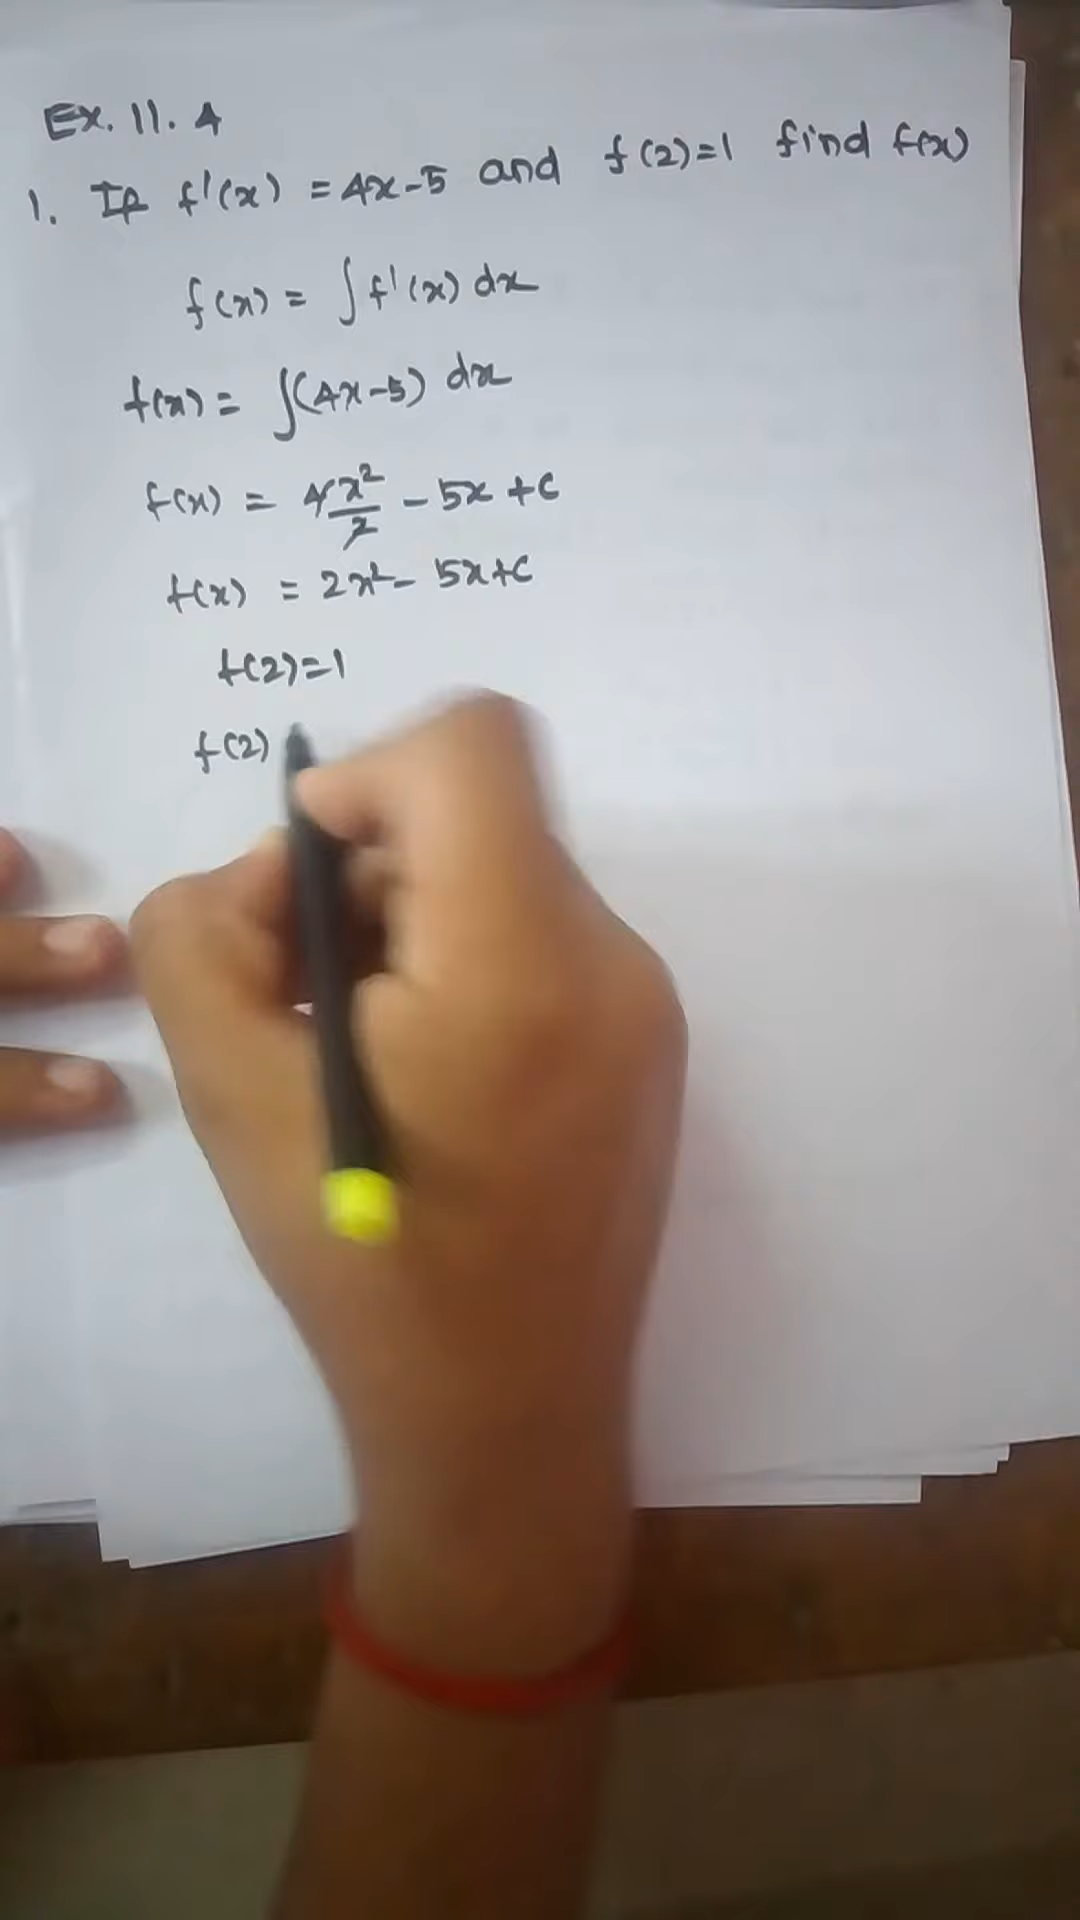 Ex. 11. 4
1. If f'(x) = 4x-5 and f(2)=1 find f(x)
f(x) = ∫f'(x) dx
f(x) = ∫(4x-5) dx
f(x) = 4x²/2 - 5x + c
f(x) = 2x² - 5x+c
f(2)=1
f(2)